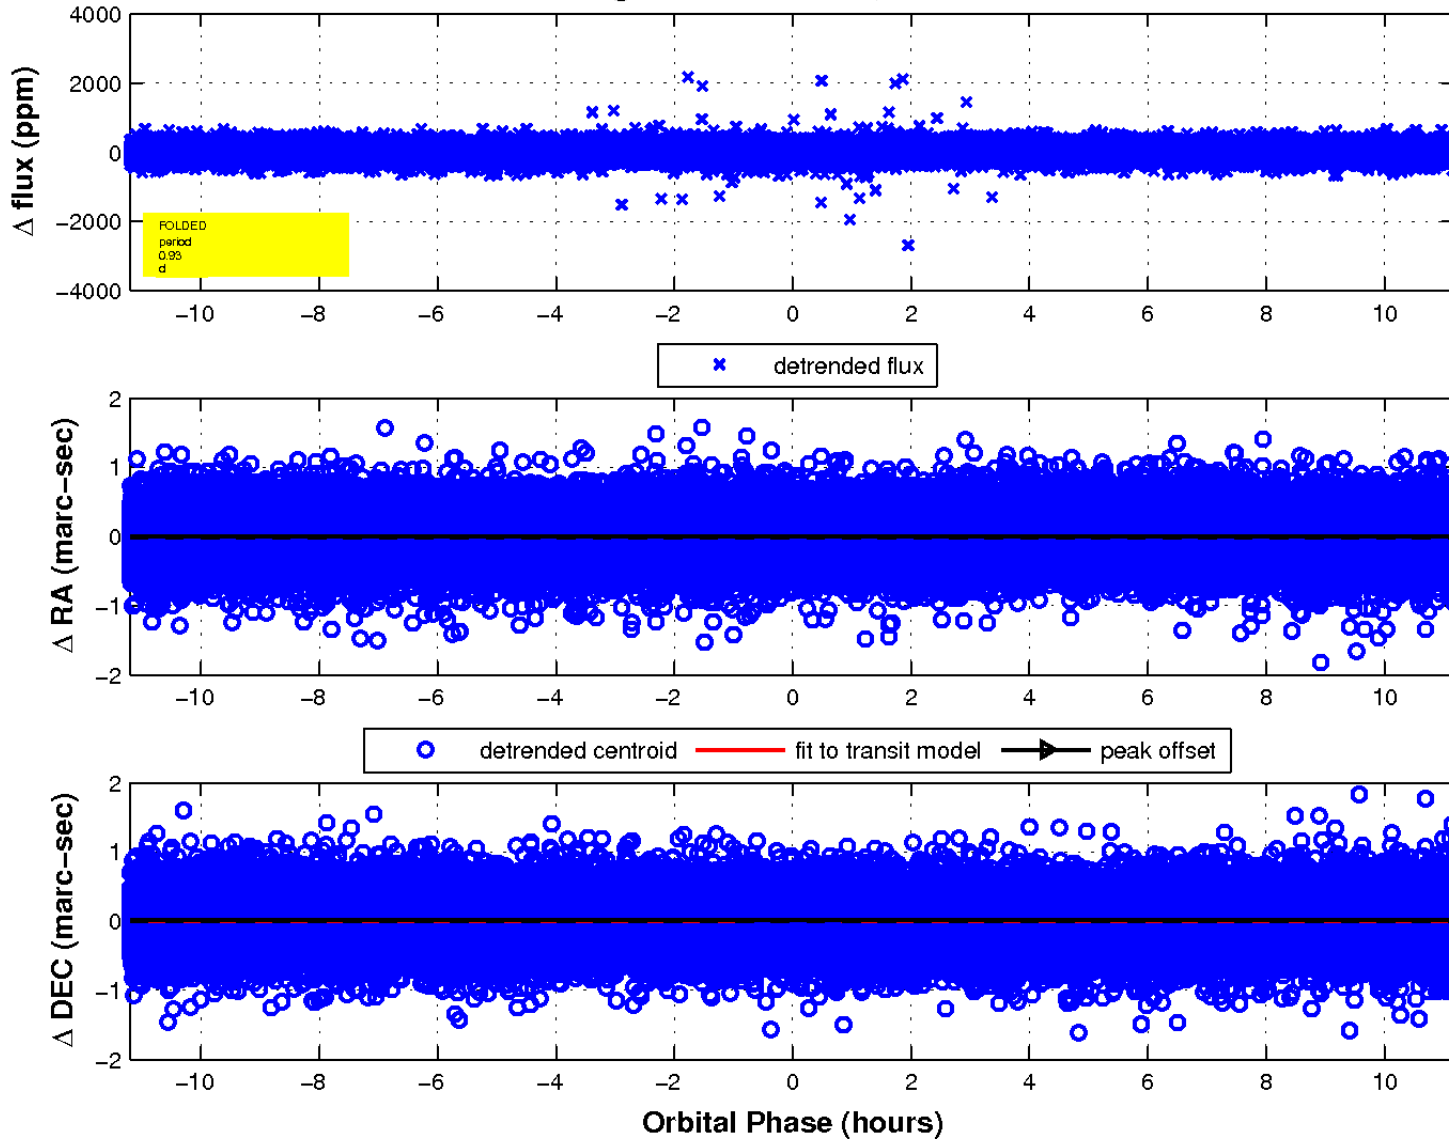 4000
2000
0
−2000
−4000
Δ flux (ppm)
FOLDED
period
0.93
d
−10 −8 −6 −4 −2 0 2 4 6 8 10
detrended flux
2
1
0
−1
−2
Δ RA (marc−sec)
−10 −8 −6 −4 −2 0 2 4 6 8 10
detrended centroid fit to transit model peak offset
2
1
0
−1
−2
Δ DEC (marc−sec)
−10 −8 −6 −4 −2 0 2 4 6 8 10
Orbital Phase (hours)